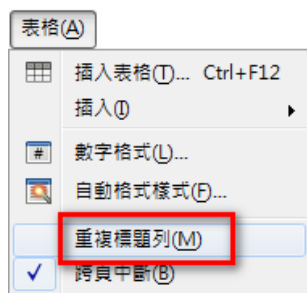 表格(A)
插入表格(T)... Ctrl+F12
插入(I)
數字格式(L)...
自動格式樣式(F)...
重複標題列(M)
跨頁中斷(B)